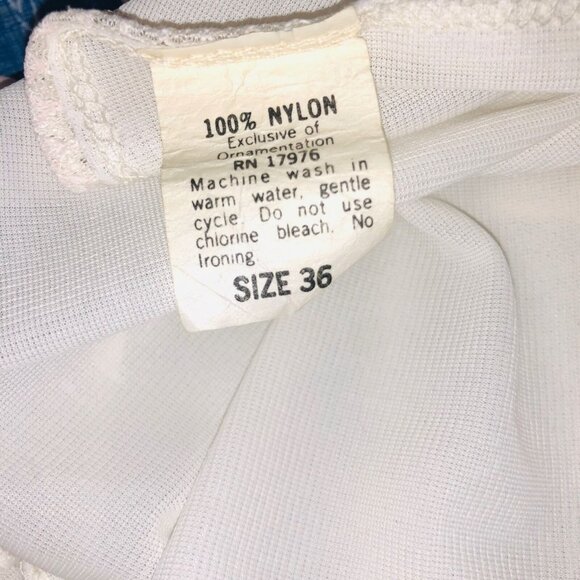 100% NYLON
Exclusive of
Ornamentation
RN 17976
Machine wash in
warm water, gentle
cycle. Do not use
chlorine bleach. No
Ironing.
SIZE 36